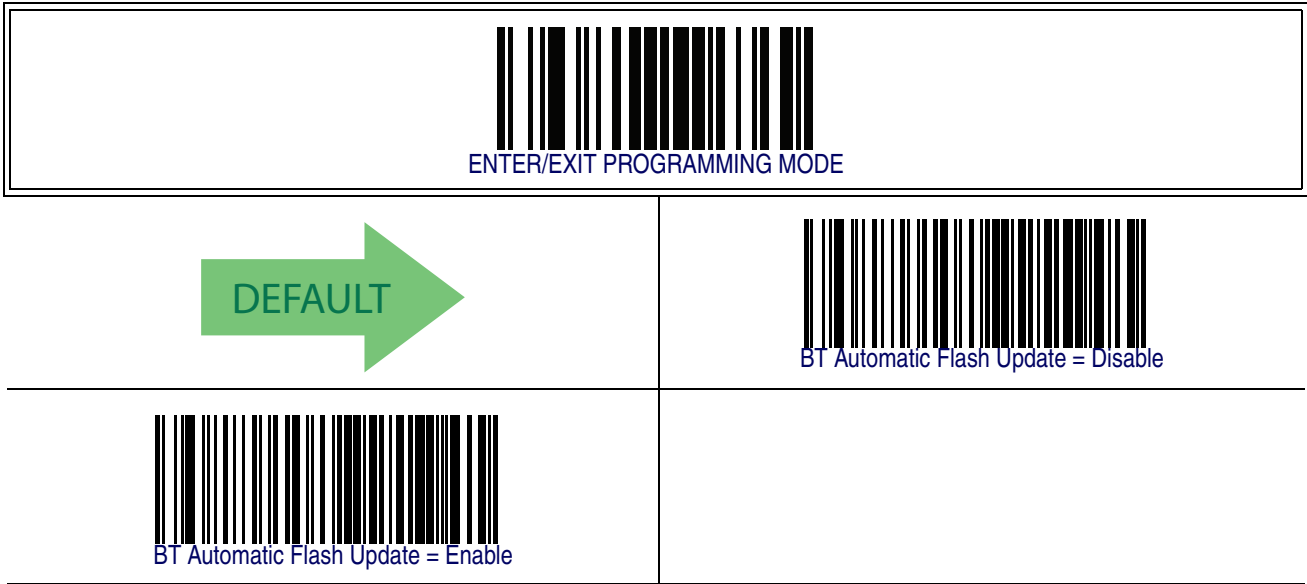 ENTER/EXIT PROGRAMMING MODE
DEFAULT
BT Automatic Flash Update = Disable
BT Automatic Flash Update = Enable